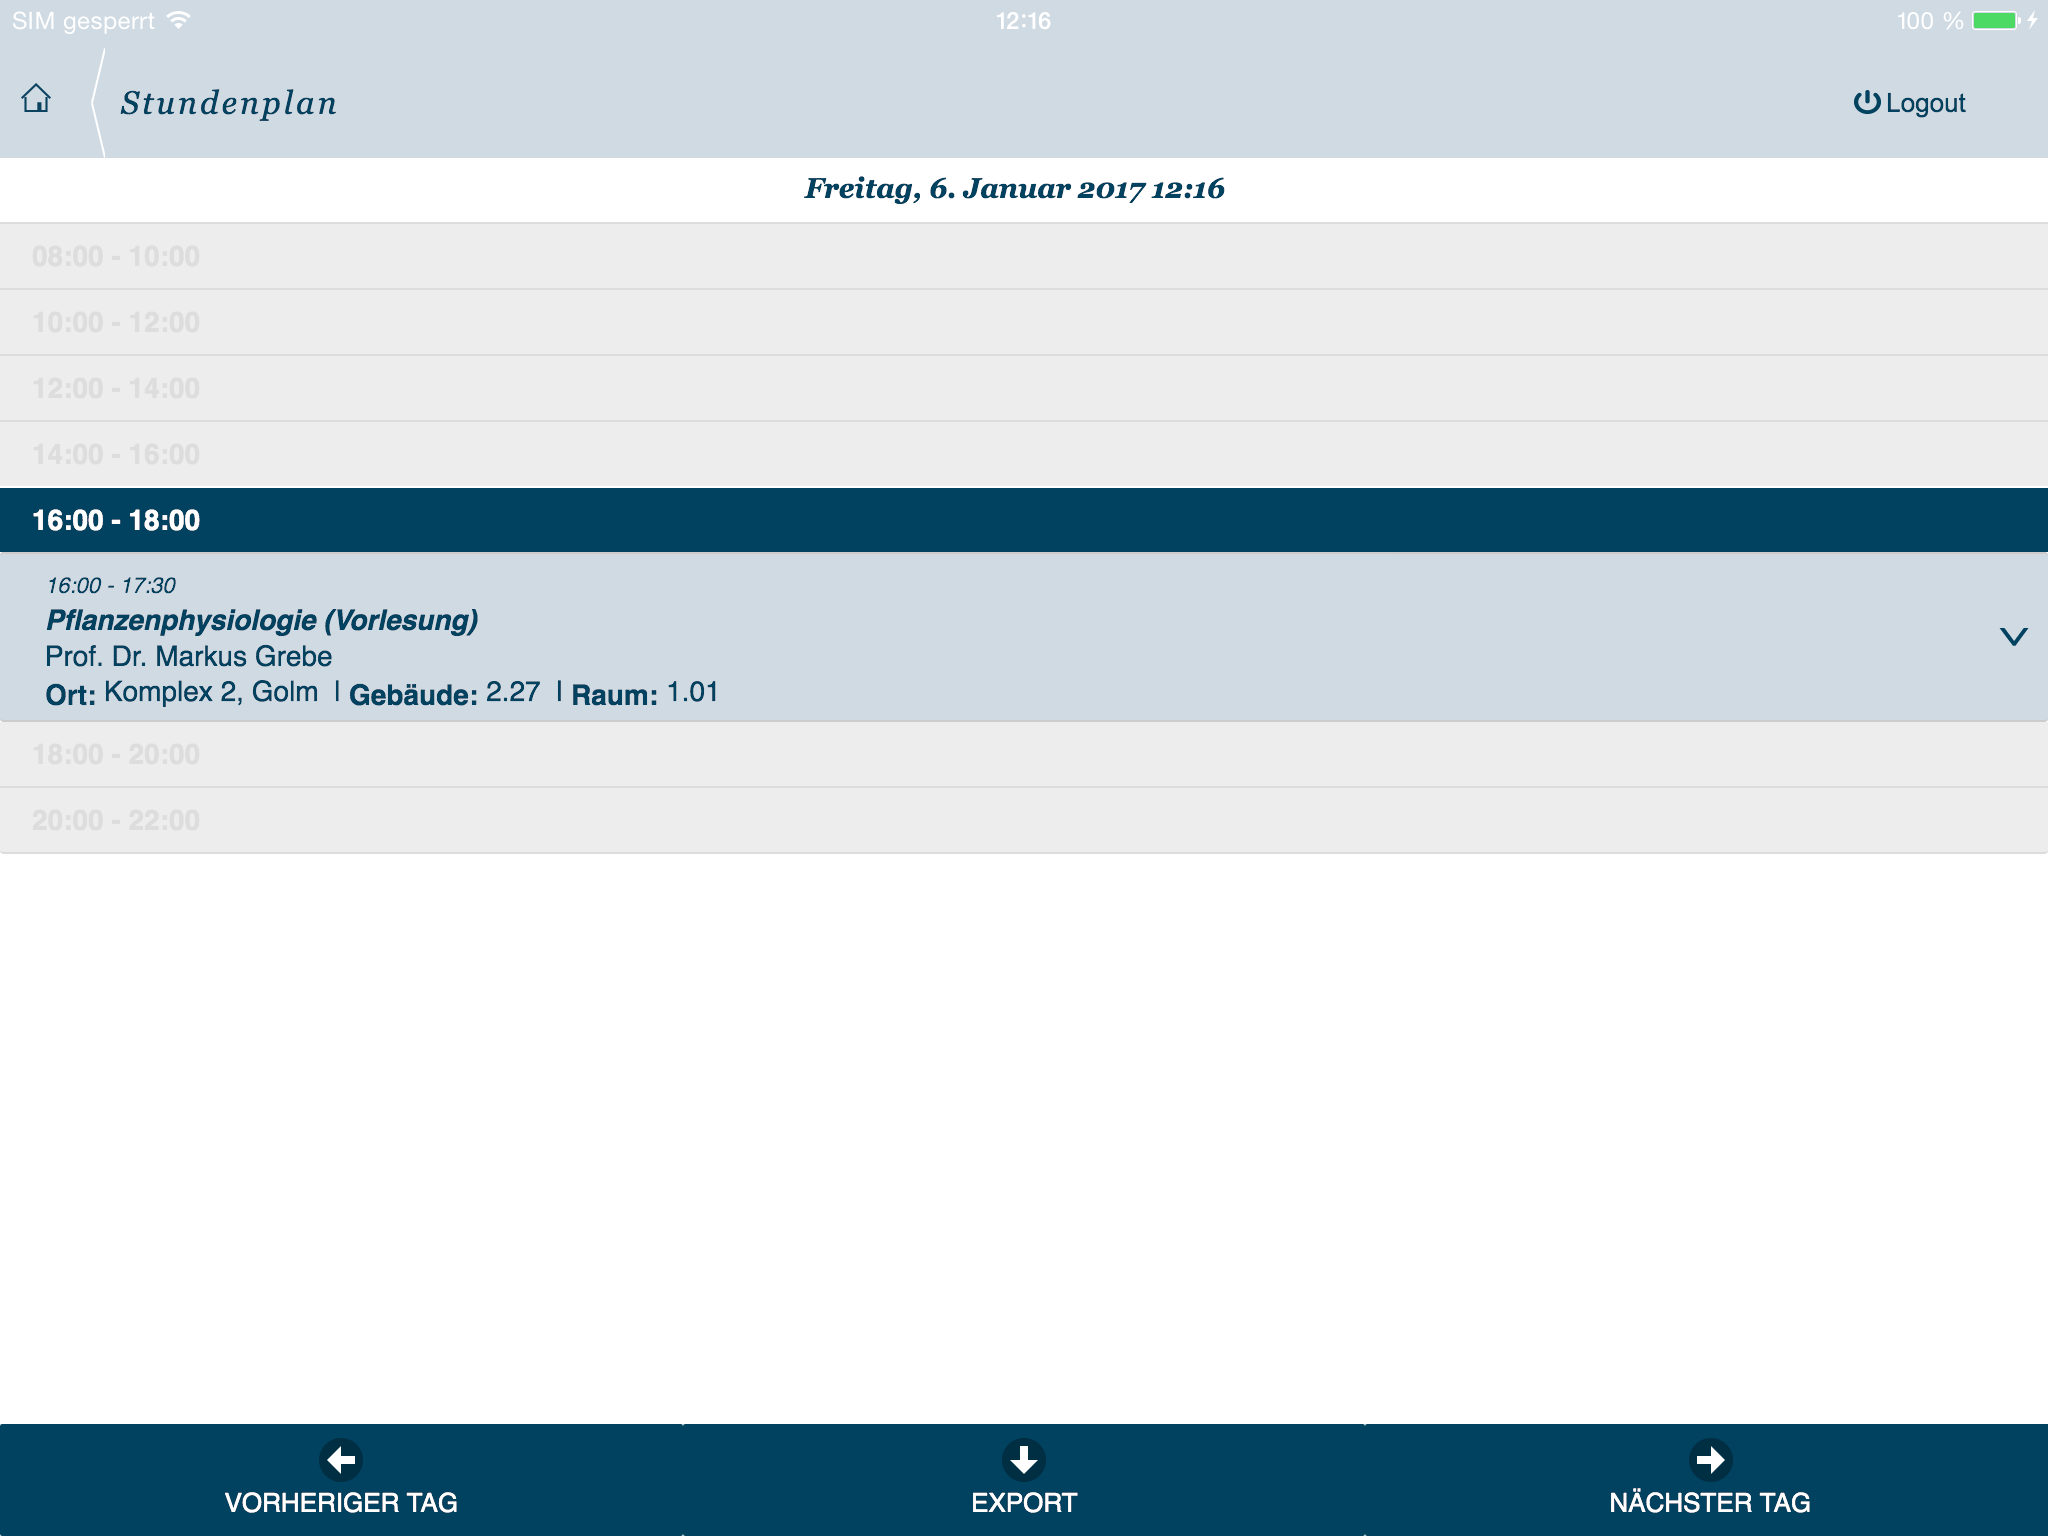 SIM gesperrt 12:16 100 %
Stundenplan Logout
Freitag, 6. Januar 2017 12:16
08:00 - 10:00
10:00 - 12:00
12:00 - 14:00
14:00 - 16:00
16:00 - 18:00
16:00 - 17:30
Pflanzenphysiologie (Vorlesung)
Prof. Dr. Markus Grebe
Ort: Komplex 2, Golm | Gebäude: 2.27 | Raum: 1.01
18:00 - 20:00
20:00 - 22:00
VORHERIGER TAG EXPORT NÄCHSTER TAG